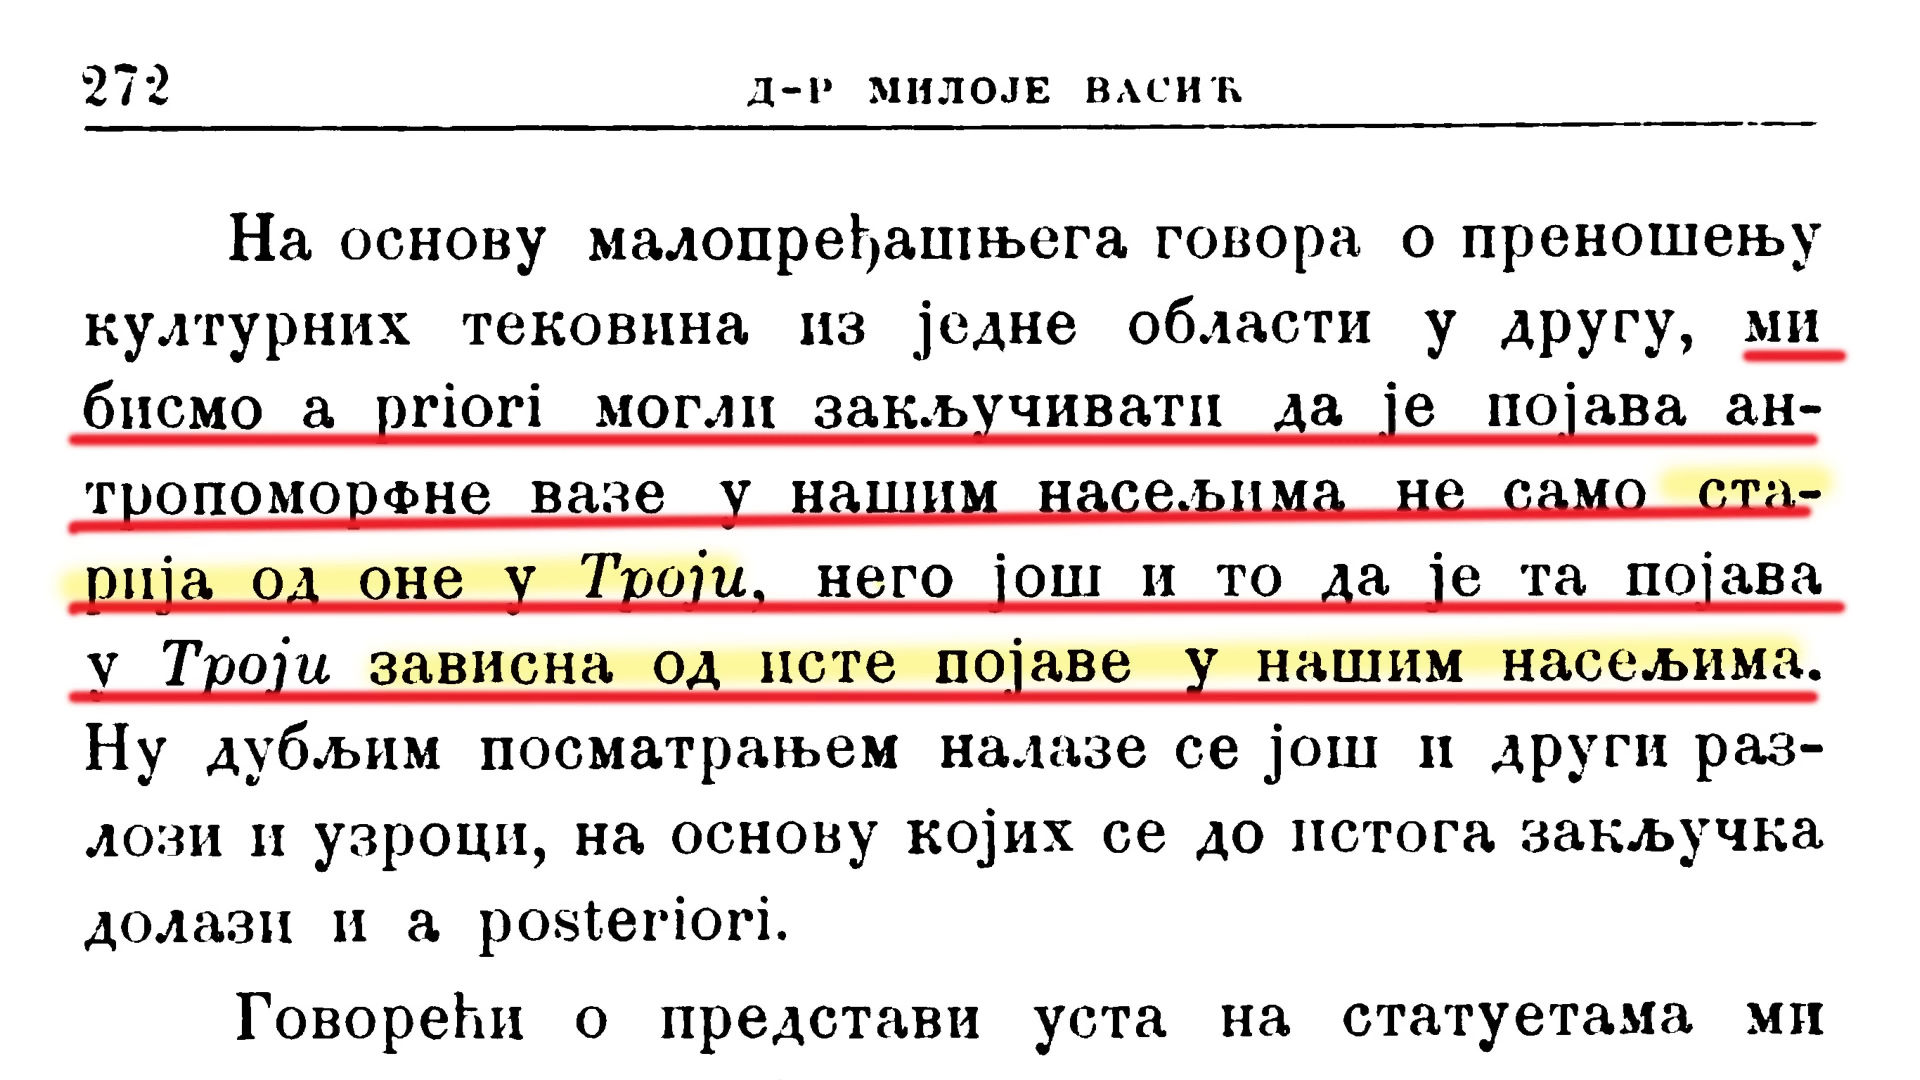 272
Д-Р МИЛОЈЕ ВАСИЋ
На основу малопређашњега говора о преношењу
културних тековина из једне области у другу, ми
бисмо a priori могли закључивати да је појава ан-
тропоморфне вазе у нашим насељима не само ста-
рија од оне у Троји, него још и то да је та појава
у Троји зависна од исте појаве у нашим насељима.
Ну дубљим посматрањем налазе се још и други раз-
лози и узроци, на основу којих се до истога закључка
долази и a posteriori.
Говорећи о представи уста на статуетама ми